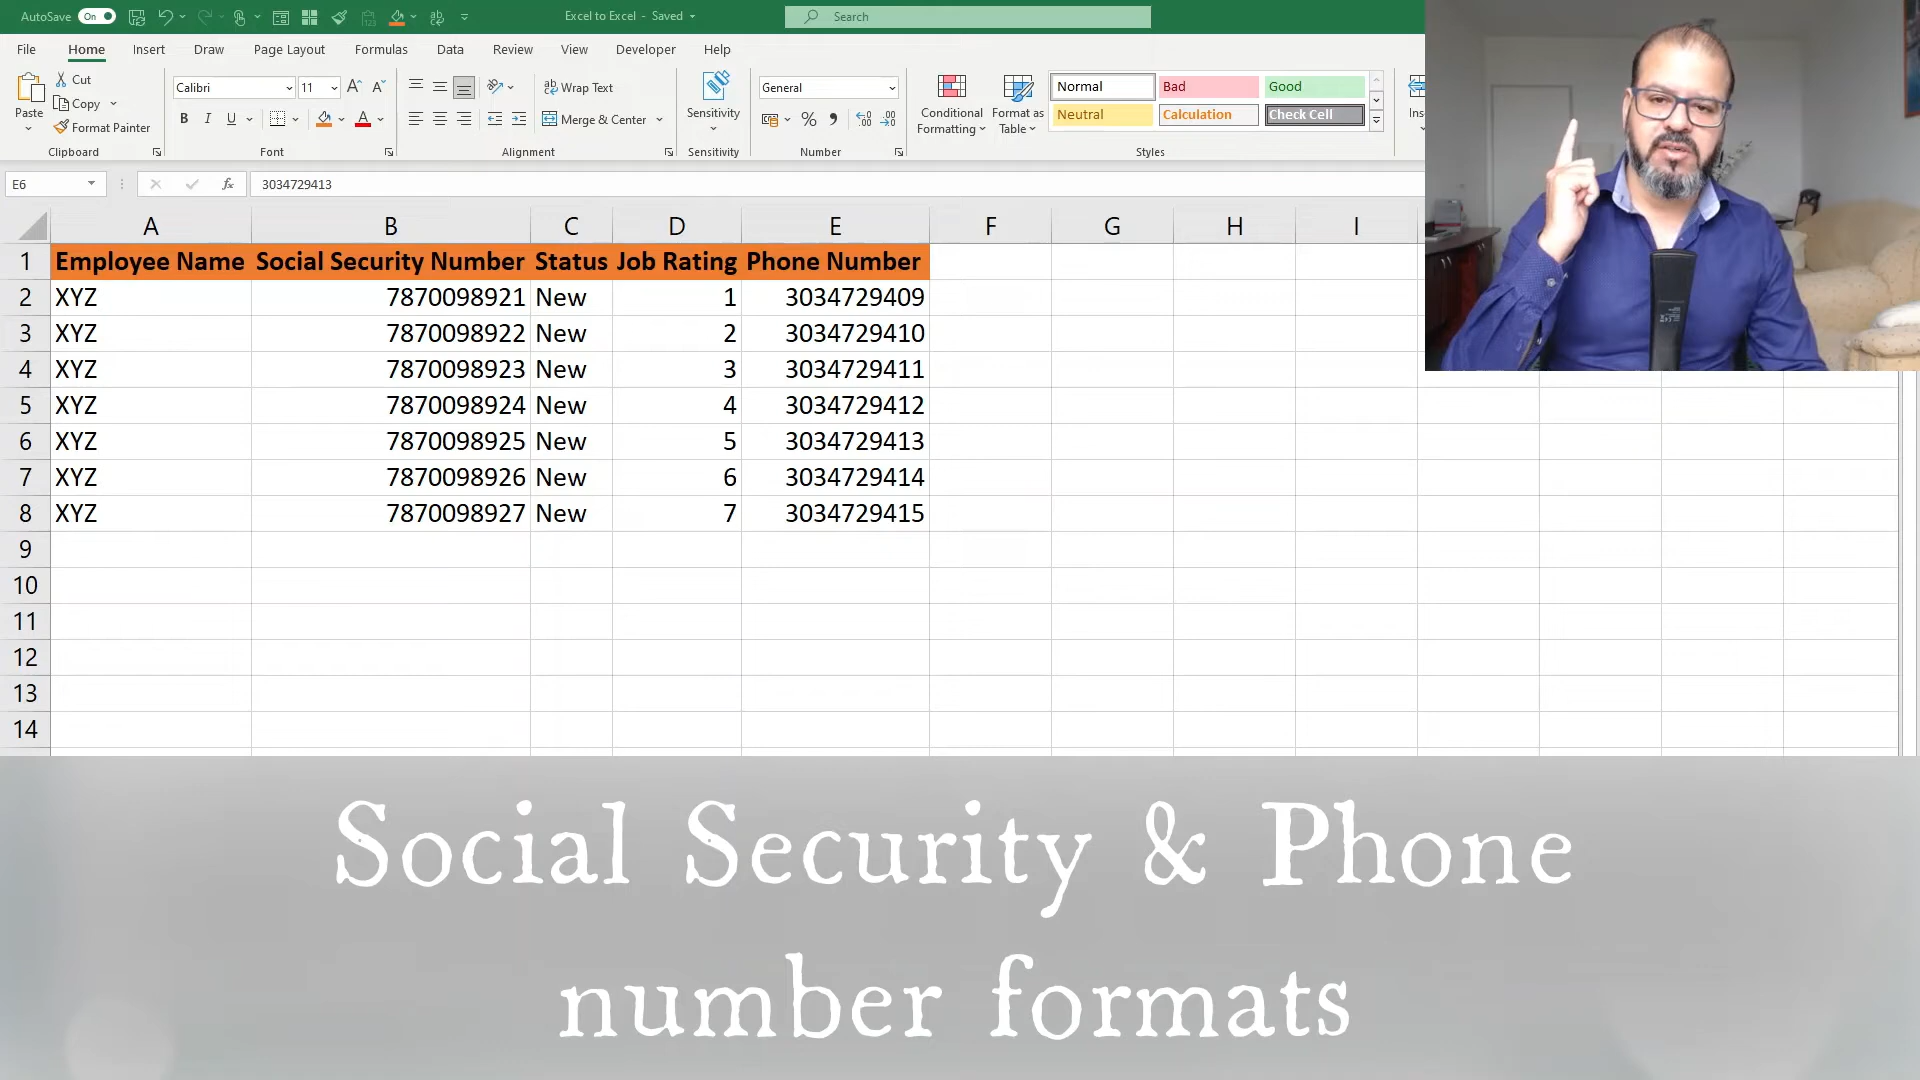 AutoSave On Excel to Excel - Saved Search
File Home Insert Draw Page Layout Formulas Data Review View Developer Help
Paste Cut Copy Format Painter Clipboard
Calibri 11 B I U A Font
Wrap Text Merge & Center Alignment
Sensitivity Sensitivity
General % Number
Conditional Formatting Format as Table Normal Bad Good Neutral Calculation Check Cell Styles
E6 fx 3034729413
A B C D E F G H I
1 Employee Name Social Security Number Status Job Rating Phone Number
2 XYZ 7870098921 New 1 3034729409
3 XYZ 7870098922 New 2 3034729410
4 XYZ 7870098923 New 3 3034729411
5 XYZ 7870098924 New 4 3034729412
6 XYZ 7870098925 New 5 3034729413
7 XYZ 7870098926 New 6 3034729414
8 XYZ 7870098927 New 7 3034729415
9
10
11
12
13
14
Social Security & Phone
number formats